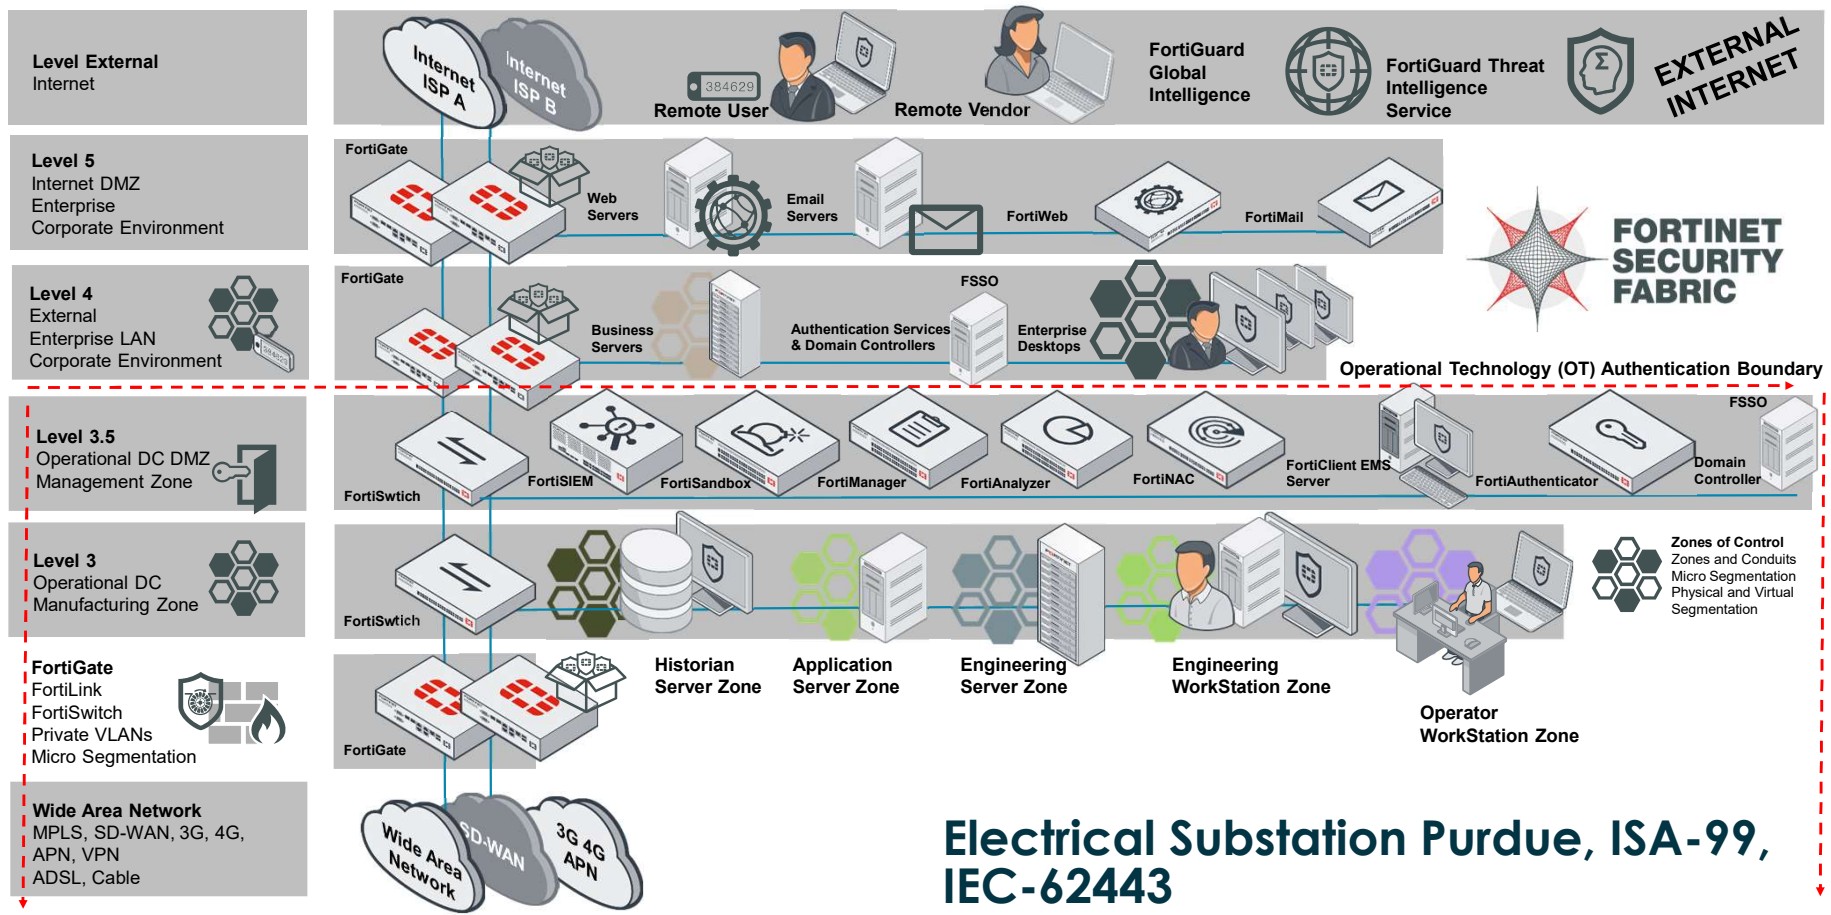 Level External
Internet
Internet
ISP A
Internet
ISP B
384629
Remote User
Remote Vendor
FortiGuard
Global
Intelligence
FortiGuard Threat
Intelligence
Service
Σ
EXTERNAL
INTERNET
Level 5
Internet DMZ
Enterprise
Corporate Environment
FortiGate
Web
Servers
Email
Servers
FortiWeb
FortiMail
FORTINET
SECURITY
FABRIC
Level 4
External
Enterprise LAN
Corporate Environment
384629
FortiGate
Business
Servers
Authentication Services
& Domain Controllers
FSSO
Enterprise
Desktops
Operational Technology (OT) Authentication Boundary
Level 3.5
Operational DC DMZ
Management Zone
FortiSwtich
FortiSIEM
FortiSandbox
FortiManager
FortiAnalyzer
FortiNAC
FortiClient EMS
Server
FortiAuthenticator
FSSO
Domain
Controller
Level 3
Operational DC
Manufacturing Zone
FortiSwtich
Zones of Control
Zones and Conduits
Micro Segmentation
Physical and Virtual
Segmentation
Historian
Server Zone
Application
Server Zone
Engineering
Server Zone
Engineering
WorkStation Zone
Operator
WorkStation Zone
FortiGate
FortiLink
FortiSwitch
Private VLANs
Micro Segmentation
FortiGate
Wide Area Network
MPLS, SD-WAN, 3G, 4G,
APN, VPN
ADSL, Cable
Wide Area
Network
SD-WAN
3G 4G
APN
Electrical Substation Purdue, ISA-99,
IEC-62443